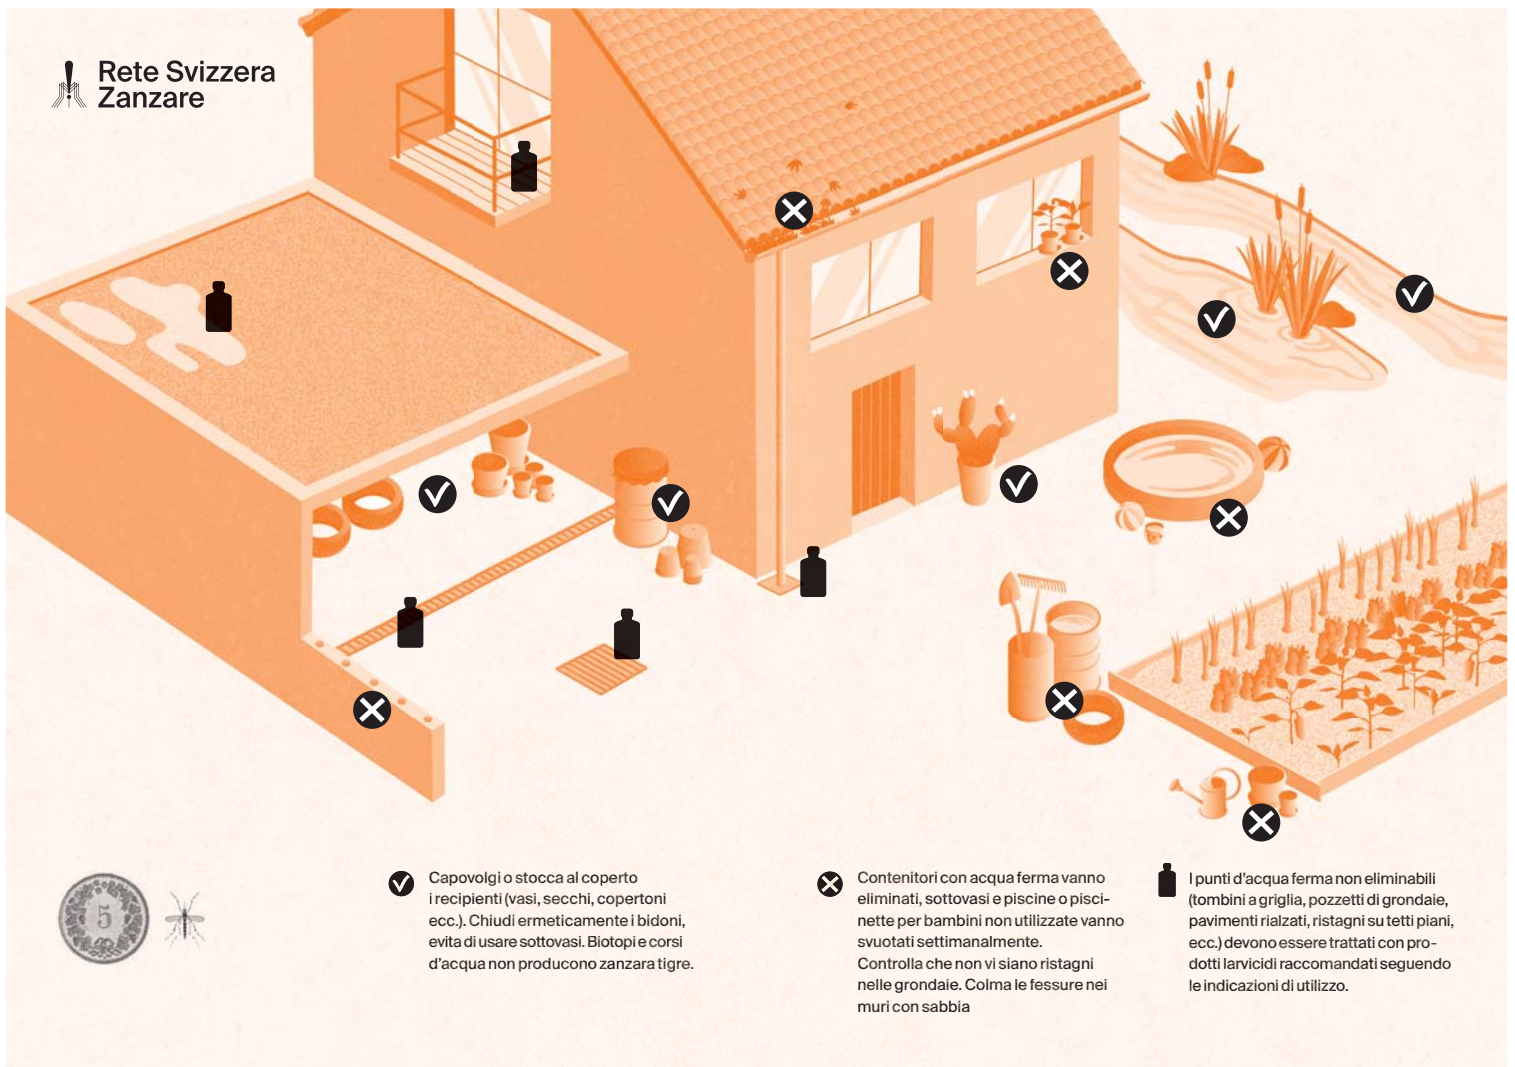 Rete Svizzera
Zanzare
5
Capovolgi o stocca al coperto
i recipienti (vasi, secchi, copertoni
ecc.). Chiudi ermeticamente i bidoni,
evita di usare sottovasi. Biotopi e corsi
d'acqua non producono zanzara tigre.
Contenitori con acqua ferma vanno
eliminati, sottovasi e piscine o pisci-
nette per bambini non utilizzate vanno
svuotati settimanalmente.
Controlla che non vi siano ristagni
nelle grondaie. Colma le fessure nei
muri con sabbia
I punti d'acqua ferma non eliminabili
(tombini a griglia, pozzetti di grondaie,
pavimenti rialzati, ristagni su tetti piani,
ecc.) devono essere trattati con pro-
dotti larvicidi raccomandati seguendo
le indicazioni di utilizzo.